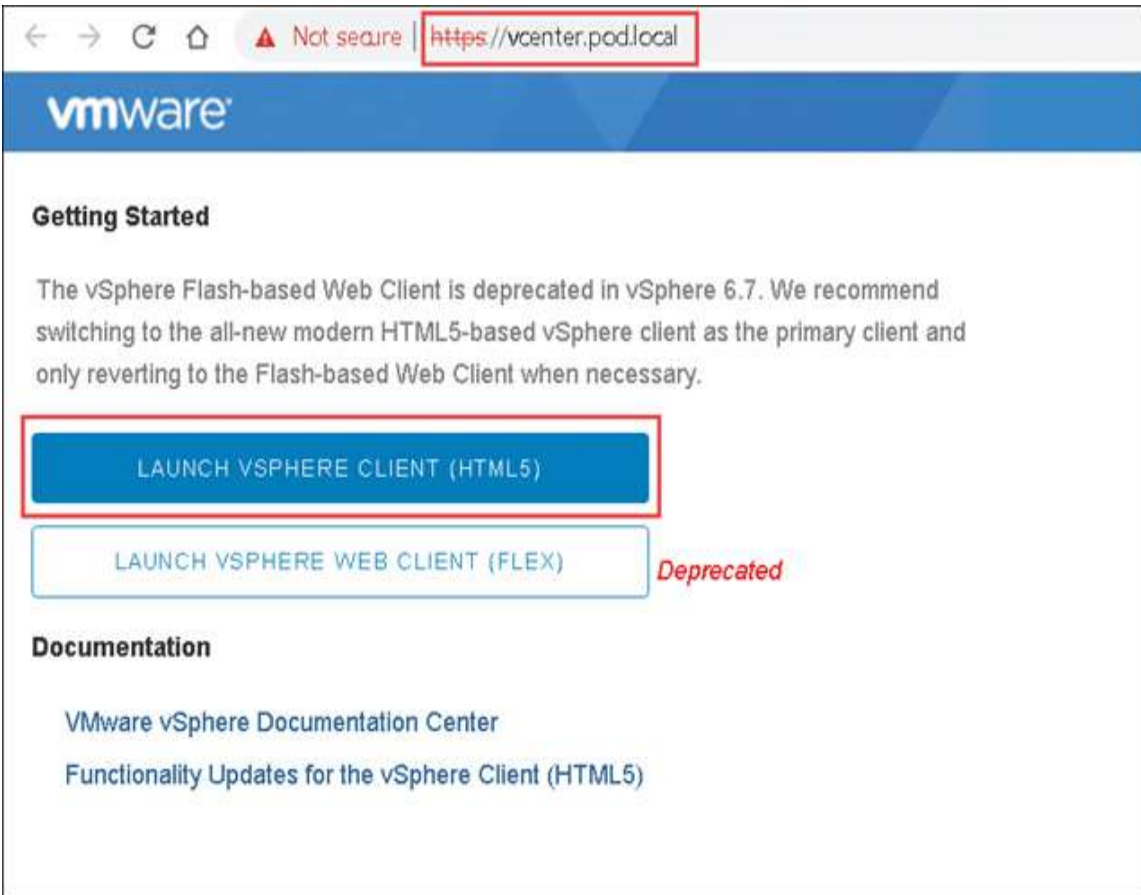 Not secure | https://vcenter.pod.local
vmware
Getting Started
The vSphere Flash-based Web Client is deprecated in vSphere 6.7. We recommend
switching to the all-new modern HTML5-based vSphere client as the primary client and
only reverting to the Flash-based Web Client when necessary.
LAUNCH VSPHERE CLIENT (HTML5)
LAUNCH VSPHERE WEB CLIENT (FLEX)
Deprecated
Documentation
VMware vSphere Documentation Center
Functionality Updates for the vSphere Client (HTML5)